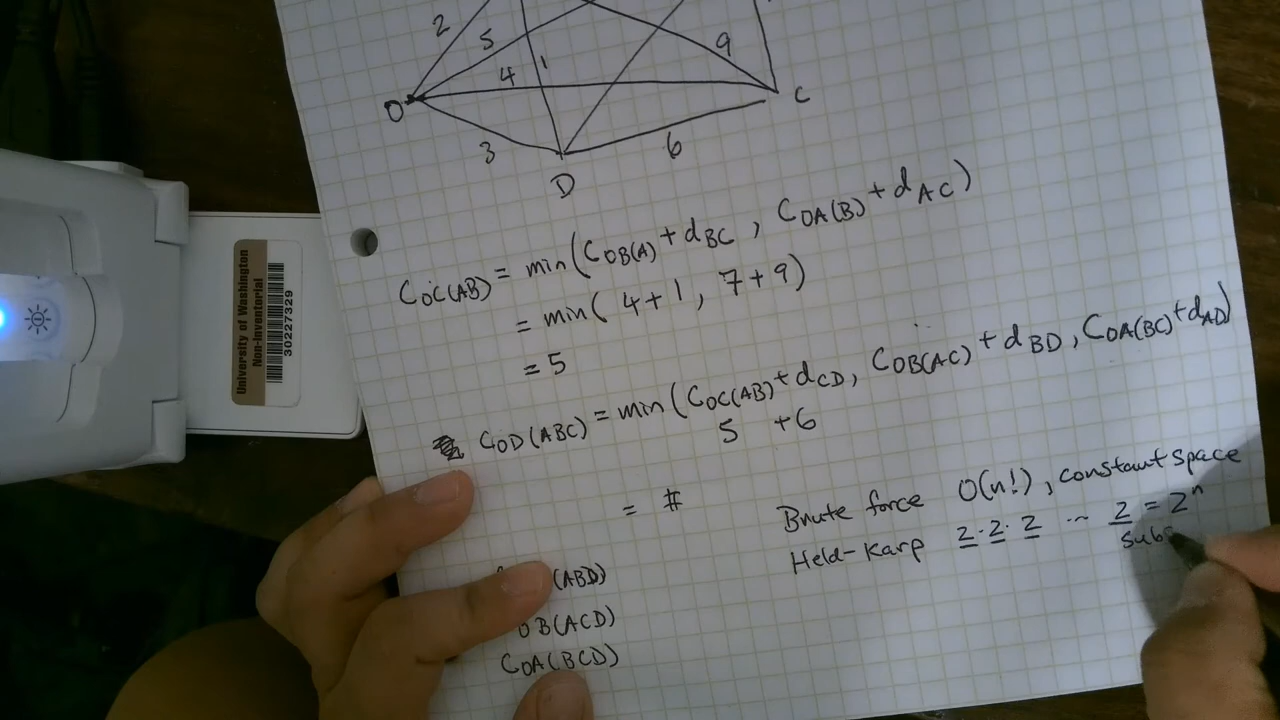 2
5
4
1
9
O
C
3
6
D
C_OC(AB) = min(C_OB(A) + d_BC, C_OA(B) + d_AC)
= min(4+1, 7+9)
= 5
C_OD(ABC) = min(C_OC(AB) + d_CD, C_OB(AC) + d_BD, C_OA(BC) + d_AD)
5 +6
= #
(ABD)
OB(ACD)
C_OA(BCD)
Brute force O(n!), constant space
Held-Karp 2·2·2 ... 2 = 2^n
subs
University of Washington
Non-Inventorial
302227329